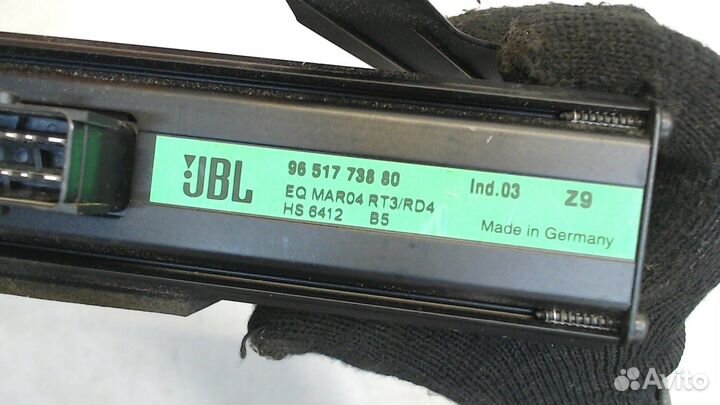 JBL
96 517 738 80
Ind.03 Z9
EQ MAR04 RT3/RD4
HS 6412 B5
Made in Germany
Avito